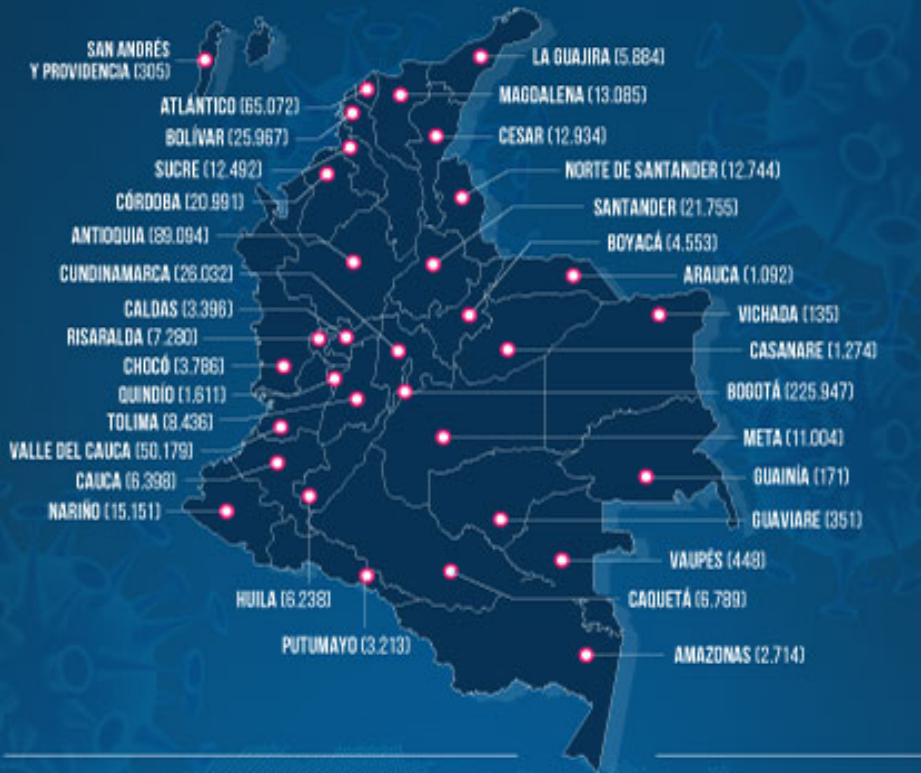 SAN ANDRÉS
Y PROVIDENCIA (305)
ATLÁNTICO (65.072)
BOLÍVAR (25.967)
SUCRE (12.492)
CÓRDOBA (20.991)
ANTIOQUIA (89.094)
CUNDINAMARCA (26.032)
CALDAS (3.396)
RISARALDA (7.280)
CHOCÓ (3.786)
QUINDÍO (1.611)
TOLIMA (8.436)
VALLE DEL CAUCA (50.179)
CAUCA (6.398)
NARIÑO (15.151)
HUILA (6.238)
PUTUMAYO (3.213)
LA GUAJIRA (5.884)
MAGDALENA (13.085)
CESAR (12.934)
NORTE DE SANTANDER (12.744)
SANTANDER (21.755)
BOYACÁ (4.553)
ARAUCA (1.092)
VICHADA (135)
CASANARE (1.274)
BOGOTÁ (225.947)
META (11.004)
GUAINÍA (171)
GUAVIARE (351)
VAUPÉS (448)
CAQUETÁ (6.789)
AMAZONAS (2.714)